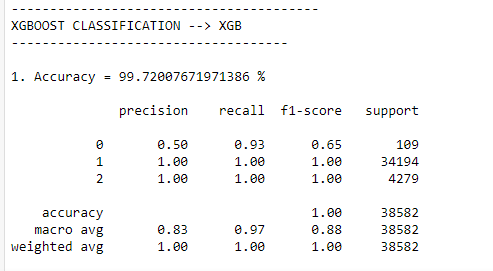 ---------------------------------------
XGBOOST CLASSIFICATION --> XGB
-----------------------------------
1. Accuracy = 99.72007671971386 %
precision recall f1-score support
0 0.50 0.93 0.65 109
1 1.00 1.00 1.00 34194
2 1.00 1.00 1.00 4279
accuracy 1.00 38582
macro avg 0.83 0.97 0.88 38582
weighted avg 1.00 1.00 1.00 38582